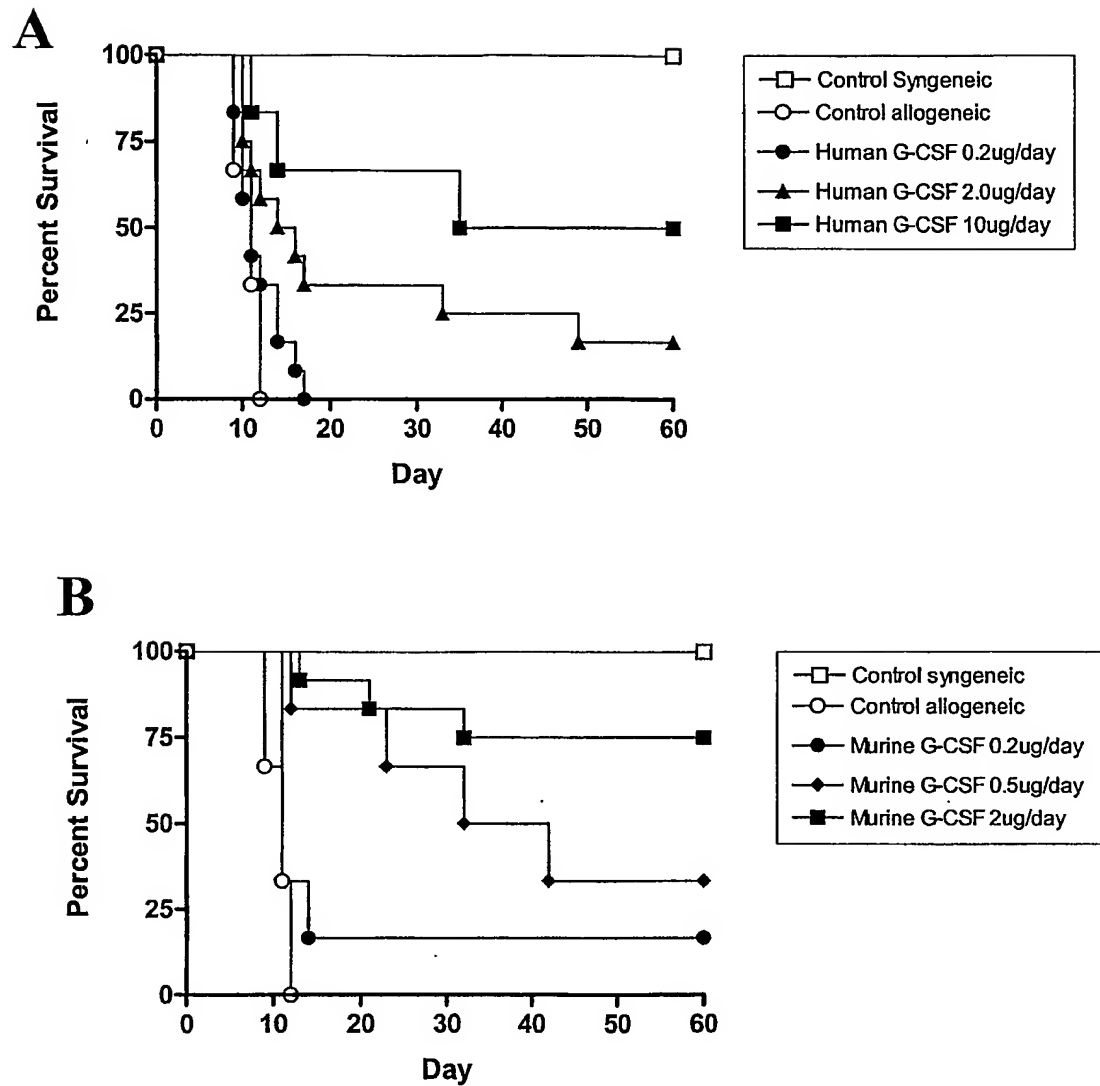 A
100
75
50
25
0
Percent Survival
0 10 20 30 40 50 60
Day
Control Syngeneic
Control allogeneic
Human G-CSF 0.2ug/day
Human G-CSF 2.0ug/day
Human G-CSF 10ug/day
B
100
75
50
25
0
Percent Survival
0 10 20 30 40 50 60
Day
Control syngeneic
Control allogeneic
Murine G-CSF 0.2ug/day
Murine G-CSF 0.5ug/day
Murine G-CSF 2ug/day